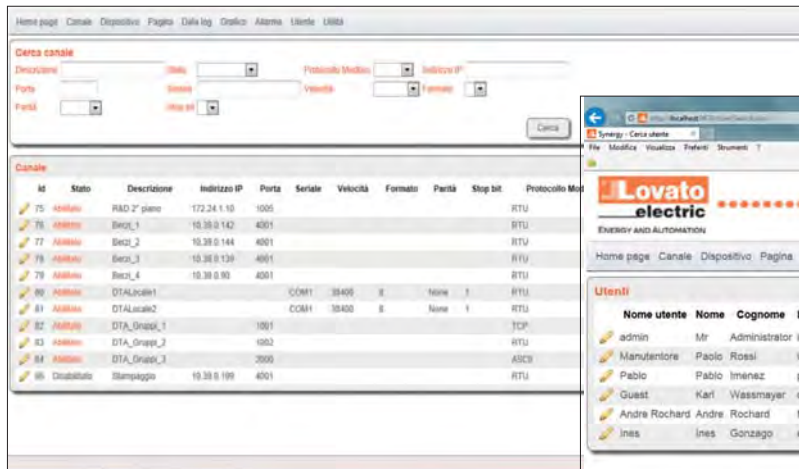 Home page Canale Dispositivo Pagina Data log Grafico Allarme Utente Utilità
Cerca canale
Descrizione Stato Protocollo Modbus Indirizzo IP
Porta Seriale Velocità Formato
Parità Stop bit
Cerca
Canale
Id Stato Descrizione Indirizzo IP Porta Seriale Velocità Formato Parità Stop bit Protocollo Mod
75 Abilitato R&D 2° piano 172.24.1.10 1005 RTU
76 Abilitato Berzi_1 10.39.0.142 4001 RTU
77 Abilitato Berzi_2 10.39.0.144 4001 RTU
78 Abilitato Berzi_3 10.39.0.139 4001 RTU
79 Abilitato Berzi_4 10.39.0.90 4001 RTU
80 Abilitato DTALocale1 COM1 38400 8 None 1 RTU
81 Abilitato DTALocale2 COM1 38400 8 None 1 RTU
82 Abilitato DTA_Gruppi_1 1001 TCP
83 Abilitato DTA_Gruppi_2 1002 RTU
84 Abilitato DTA_Gruppi_3 2000 ASCII
86 Disabilitato Stampaggio 10.39.0.199 4001 RTU
Synergy - Cerca utente
File Modifica Visualizza Preferiti Strumenti ?
Lovato
electric
ENERGY AND AUTOMATION
Home page Canale Dispositivo Pagina
Utenti
Nome utente Nome Cognome
admin Mr Administrator
Manutentore Paolo Rossi
Pablo Pablo Imenez
Guest Karl Wassmayer
Andre Rochard Andre Rochard
Ines Ines Gonzago